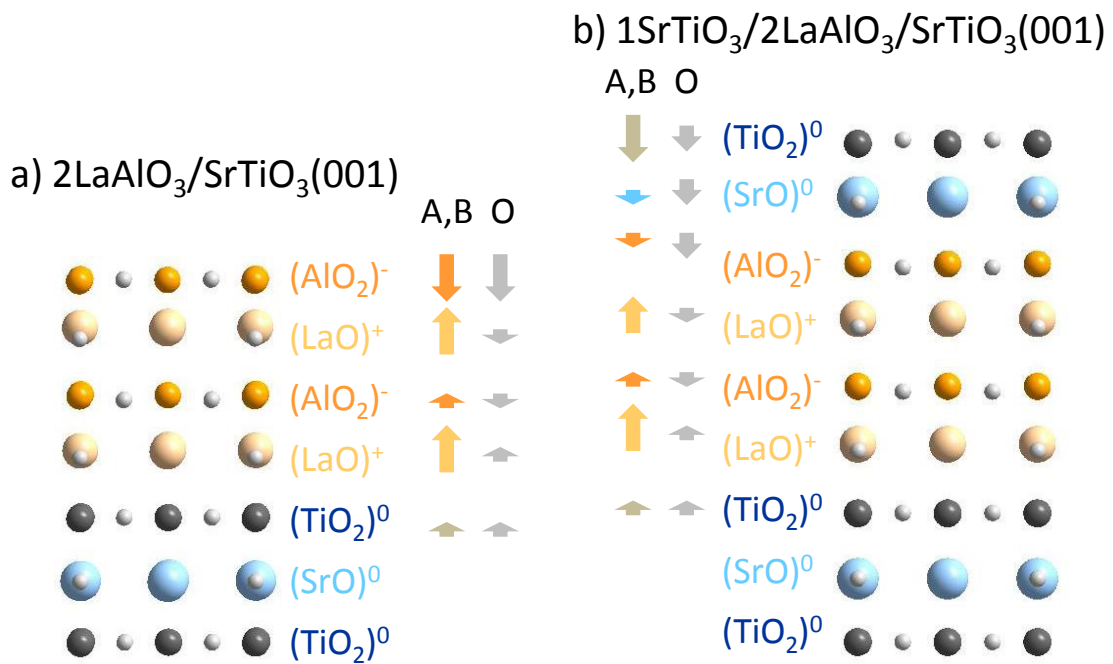 a) 2LaAlO₃/SrTiO₃(001)
A,B O
(AlO₂)⁻
(LaO)⁺
(AlO₂)⁻
(LaO)⁺
(TiO₂)⁰
(SrO)⁰
(TiO₂)⁰
b) 1SrTiO₃/2LaAlO₃/SrTiO₃(001)
A,B O
(TiO₂)⁰
(SrO)⁰
(AlO₂)⁻
(LaO)⁺
(AlO₂)⁻
(LaO)⁺
(TiO₂)⁰
(SrO)⁰
(TiO₂)⁰